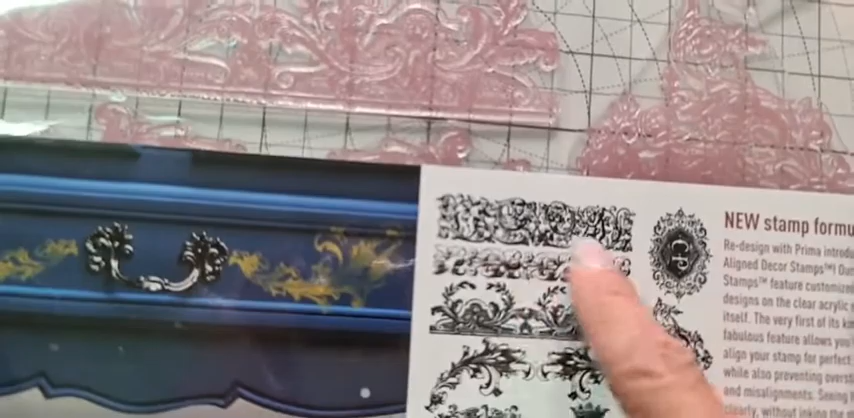 NEW stamp formu
Re-design with Prima introdu
Aligned Decor Stamps™! Our
Stamps™ feature customized
designs on the clear acrylic s
itself. The very first of its kin
fabulous feature allows you
align your stamp for perfect
while also preventing overst
and misalignments. Seeing
clearly, without inking the
CP